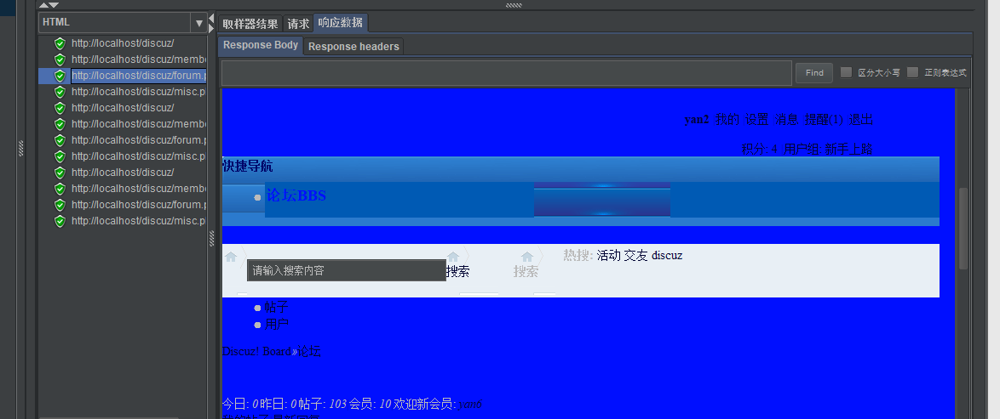 HTML
取样器结果 请求 响应数据
http://localhost/discuz/
http://localhost/discuz/membe
http://localhost/discuz/forum.p
http://localhost/discuz/misc.p
http://localhost/discuz/
http://localhost/discuz/membe
http://localhost/discuz/forum.p
http://localhost/discuz/misc.p
http://localhost/discuz/
http://localhost/discuz/membe
http://localhost/discuz/forum.p
http://localhost/discuz/misc.p
Response Body Response headers
Find 区分大小写 正则表达式
yan2 |我的 |设置 |消息 |提醒(1) |退出
积分: 4 |用户组: 新手上路
快捷导航
论坛BBS
请输入搜索内容 搜索 搜索 热搜: 活动 交友 discuz
帖子
用户
Discuz! Board»论坛
今日: 0 昨日: 0 帖子: 103 会员: 10 欢迎新会员: yan6